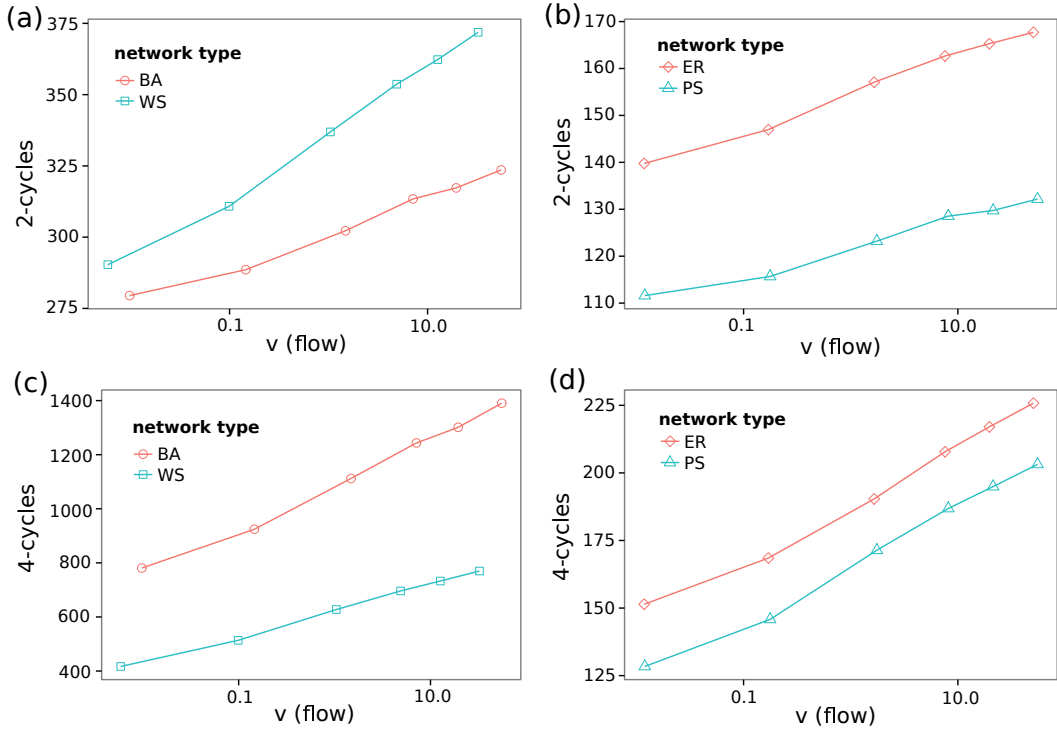 (a)
375
350
325
300
275
2-cycles
network type
BA
WS
0.1
10.0
v (flow)
(b)
170
160
150
140
130
120
110
2-cycles
network type
ER
PS
0.1
10.0
v (flow)
(c)
1400
1200
1000
800
600
400
4-cycles
network type
BA
WS
0.1
10.0
v (flow)
(d)
225
200
175
150
125
4-cycles
network type
ER
PS
0.1
10.0
v (flow)